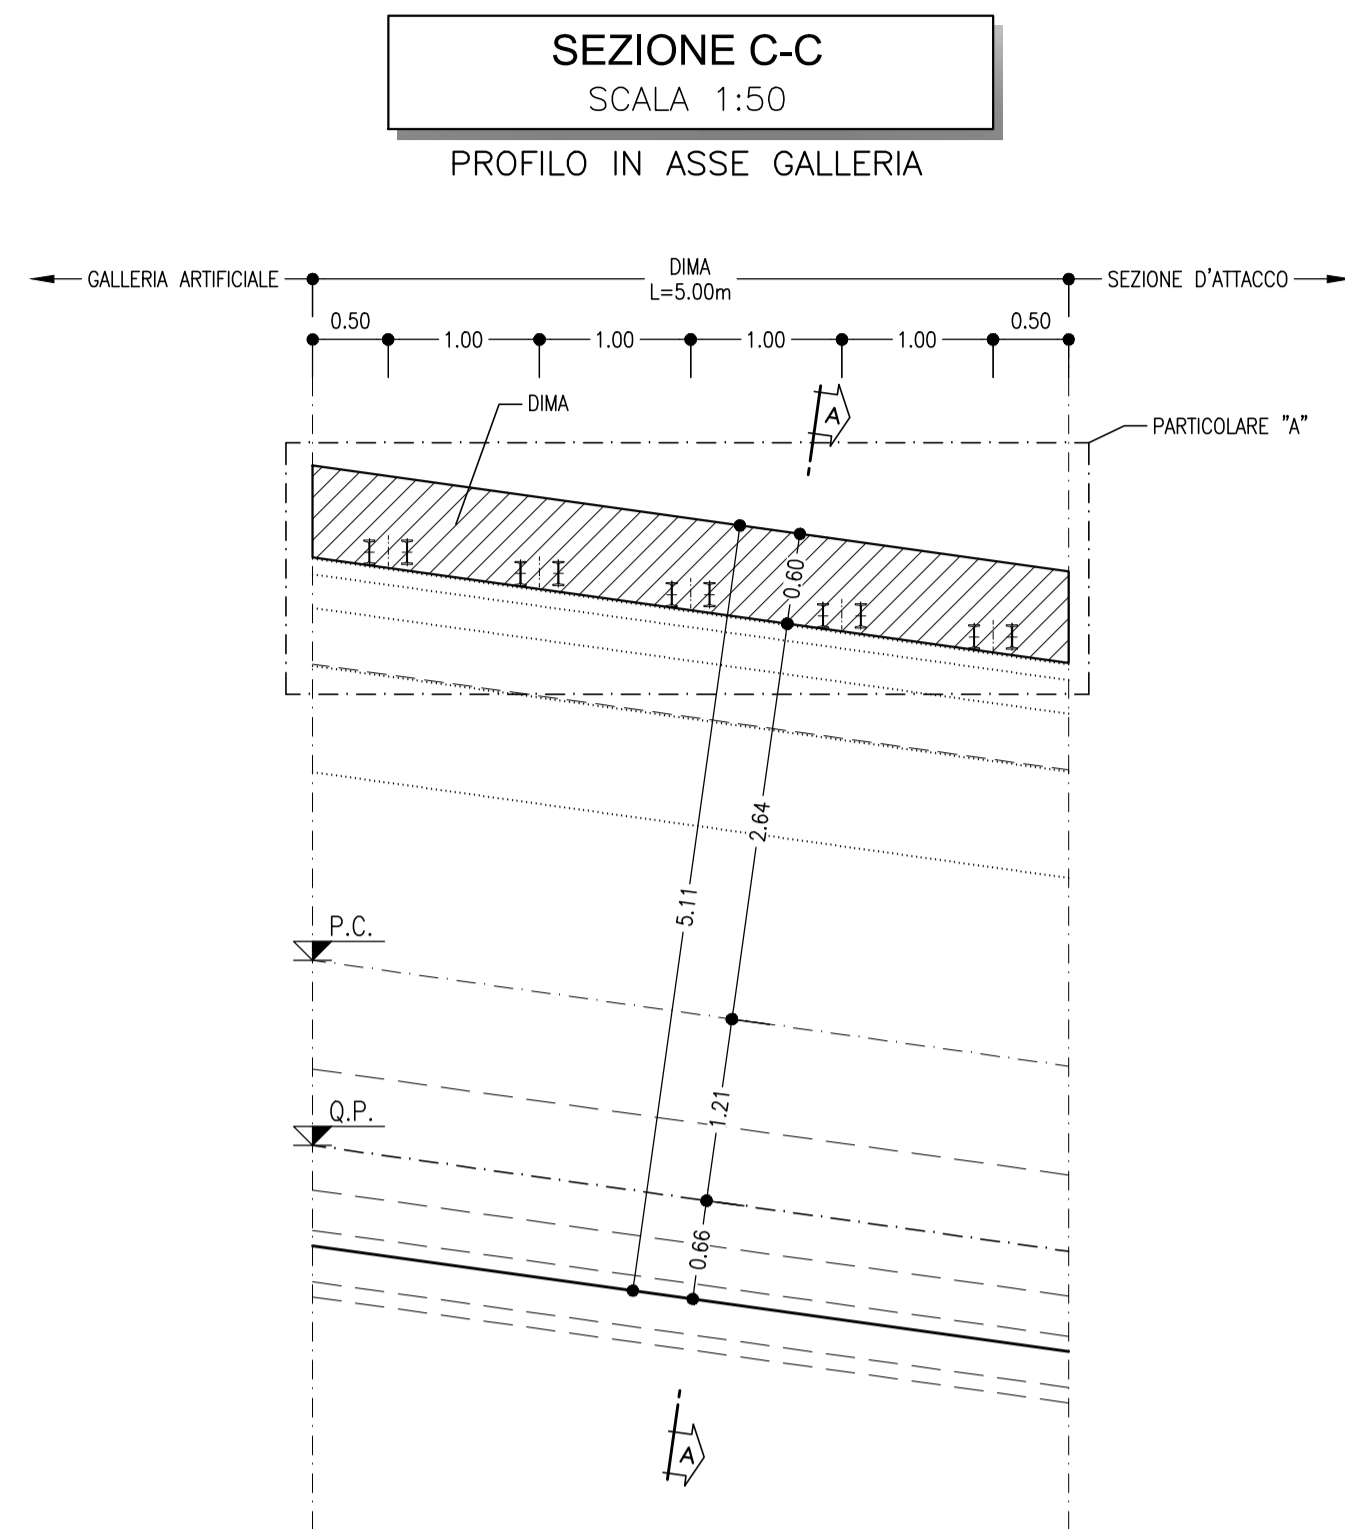 SEZIONE C-C
SCALA 1:50
PROFILO IN ASSE GALLERIA
GALLERIA ARTIFICIALE
DIMA
L=5.00m
SEZIONE D'ATTACCO
0.50
1.00
1.00
1.00
1.00
0.50
DIMA
A
PARTICOLARE "A"
0.60
2.64
5.11
P.C.
1.21
Q.P.
0.66
A